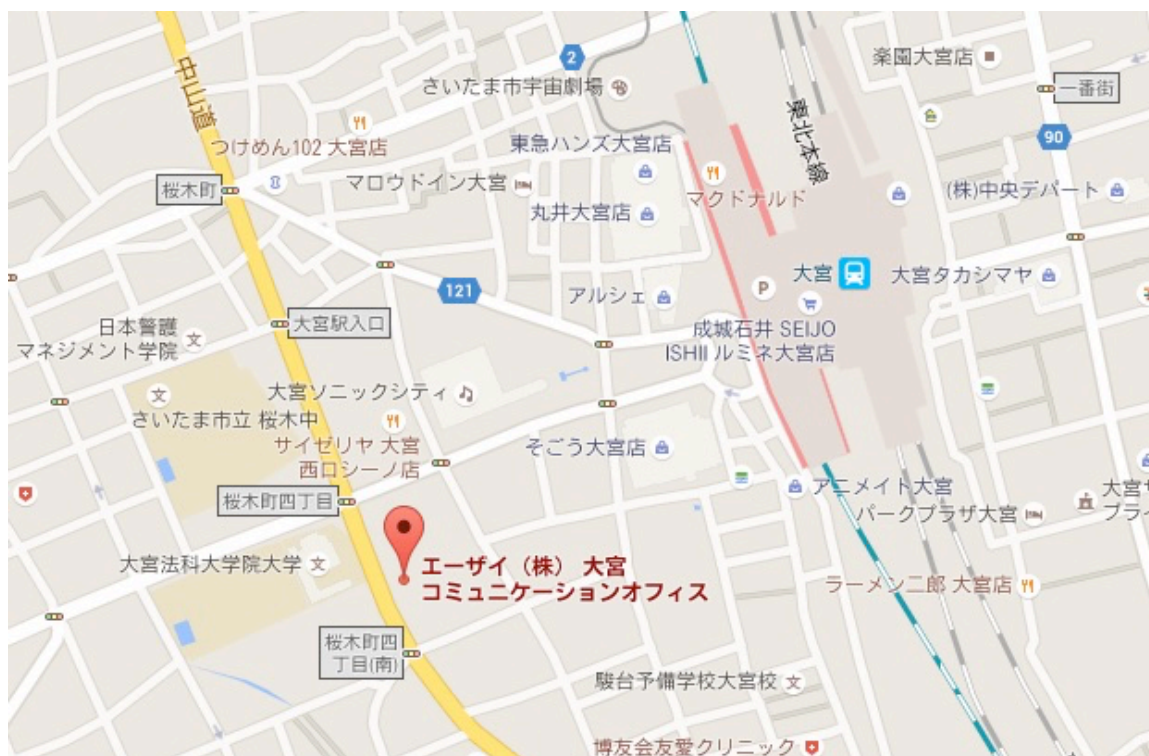 中山道
2
さいたま市宇宙劇場
楽園大宮店
一番街
東北本線
90
つけめん102 大宮店
東急ハンズ大宮店
桜木町
マロウドイン大宮
マクドナルド
(株)中央デパート
丸井大宮店
大宮
大宮タカシマヤ
121
アルシェ
P
日本警護
マネジメント学院
大宮駅入口
成城石井 SEIJO
ISHII ルミネ大宮店
大宮ソニックシティ
さいたま市立 桜木中
サイゼリヤ 大宮
西口シーノ店
そごう大宮店
桜木町四丁目
アニメイト大宮
パークプラザ大宮
大宮サ
プライ
大宮法科大学院大学
エーザイ（株） 大宮
コミュニケーションオフィス
ラーメン二郎 大宮店
桜木町四
丁目(南)
駿台予備学校大宮校
博友会友愛クリニック